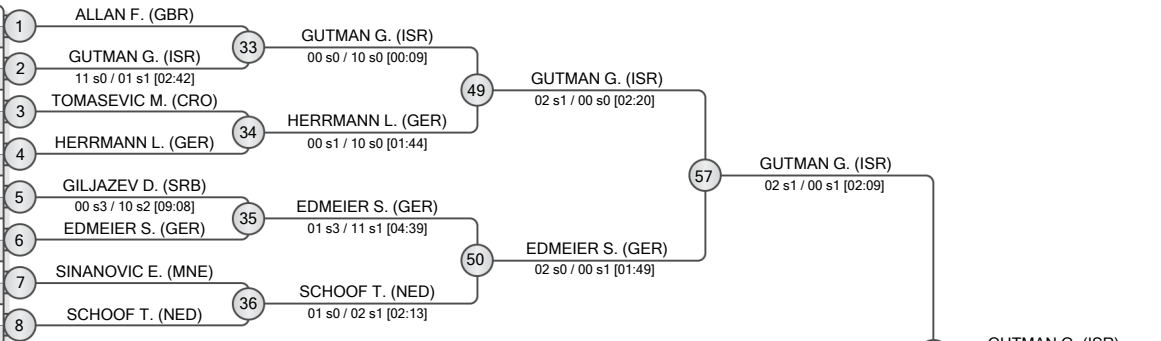 1
ALLAN F. (GBR)
33
GUTMAN G. (ISR)
00 s0 / 10 s0 [00:09]
2
GUTMAN G. (ISR)
11 s0 / 01 s1 [02:42]
49
GUTMAN G. (ISR)
02 s1 / 00 s0 [02:20]
3
TOMASEVIC M. (CRO)
34
HERRMANN L. (GER)
00 s1 / 10 s0 [01:44]
4
HERRMANN L. (GER)
57
GUTMAN G. (ISR)
02 s1 / 00 s1 [02:09]
5
GILJAZEV D. (SRB)
00 s3 / 10 s2 [09:08]
35
EDMEIER S. (GER)
01 s3 / 11 s1 [04:39]
6
EDMEIER S. (GER)
50
EDMEIER S. (GER)
02 s0 / 00 s1 [01:49]
7
SINANOVIC E. (MNE)
36
SCHOOF T. (NED)
01 s0 / 02 s1 [02:13]
8
SCHOOF T. (NED)
GUTMAN G. (ISR)